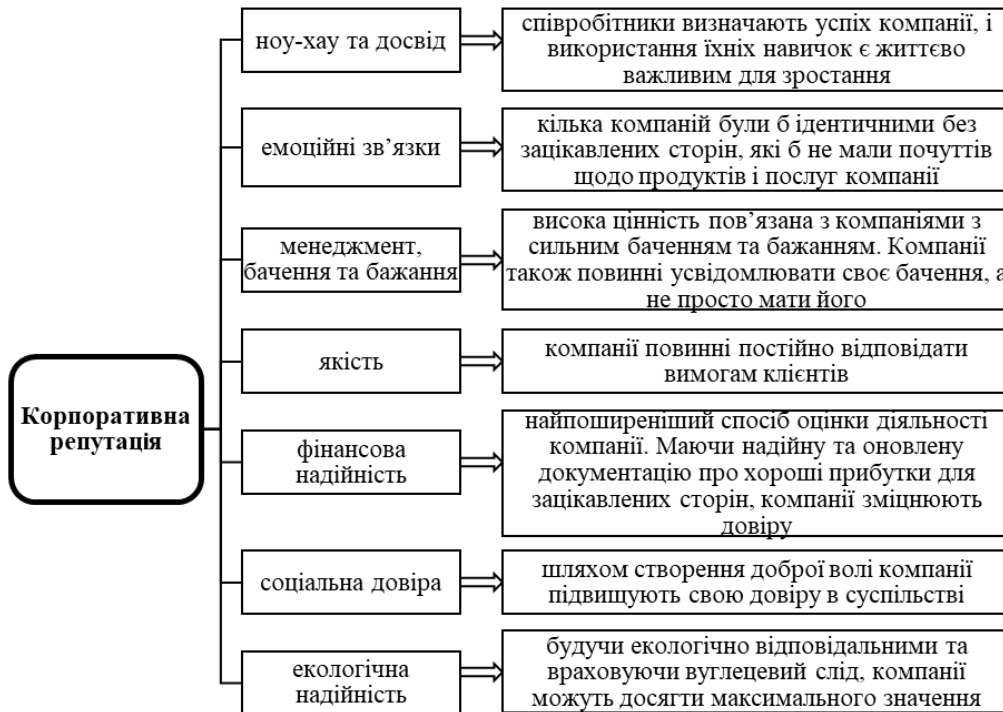 Корпоративна
репутація
ноу-хау та досвід
співробітники визначають успіх компанії, і
використання їхніх навичок є життєво
важливим для зростання
емоційні зв’язки
кілька компаній були б ідентичними без
зацікавлених сторін, які б не мали почуттів
щодо продуктів і послуг компанії
менеджмент,
бачення та бажання
висока цінність пов’язана з компаніями з
сильним баченням та бажанням. Компанії
також повинні усвідомлювати своє бачення, а
не просто мати його
якість
компанії повинні постійно відповідати
вимогам клієнтів
фінансова
надійність
найпоширеніший спосіб оцінки діяльності
компанії. Маючи надійну та оновлену
документацію про хороші прибутки для
зацікавлених сторін, компанії зміцнюють
довіру
соціальна довіра
шляхом створення доброї волі компанії
підвищують свою довіру в суспільстві
екологічна
надійність
будучи екологічно відповідальними та
враховуючи вуглецевий слід, компанії
можуть досягти максимального значення